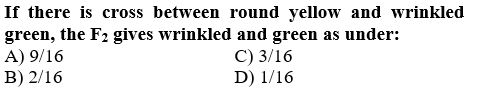 If there is cross between round yellow and wrinkled
green, the F₂ gives wrinkled and green as under:
A) 9/16 C) 3/16
B) 2/16 D) 1/16